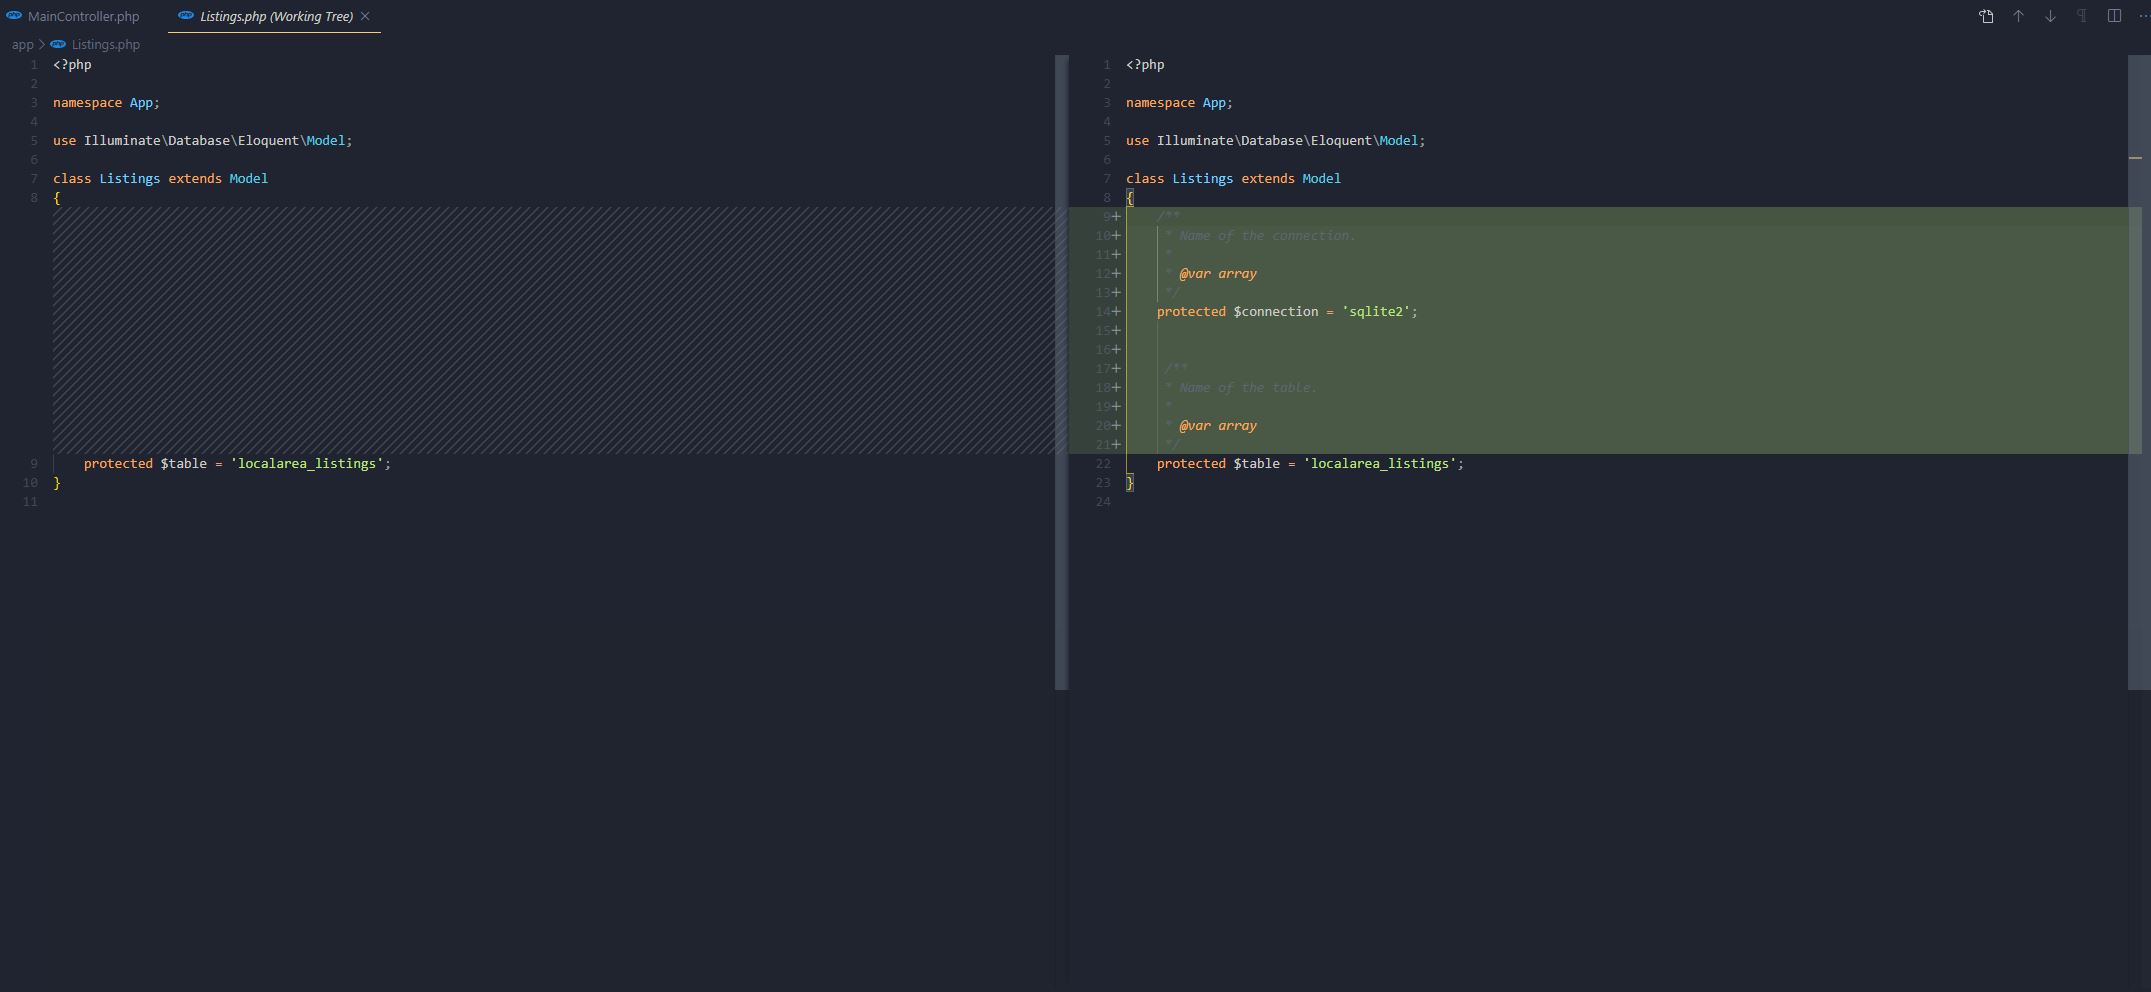 MainController.php
Listings.php (Working Tree)
app > Listings.php
1 <?php
2
3 namespace App;
4
5 use Illuminate\Database\Eloquent\Model;
6
7 class Listings extends Model
8 {
9 protected $table = 'localarea_listings';
10 }
11
1 <?php
2
3 namespace App;
4
5 use Illuminate\Database\Eloquent\Model;
6
7 class Listings extends Model
8 {
9+ /**
10+ * Name of the connection.
11+ *
12+ * @var array
13+ */
14+ protected $connection = 'sqlite2';
15+
16+
17+ /**
18+ * Name of the table.
19+ *
20+ * @var array
21+ */
22 protected $table = 'localarea_listings';
23 }
24